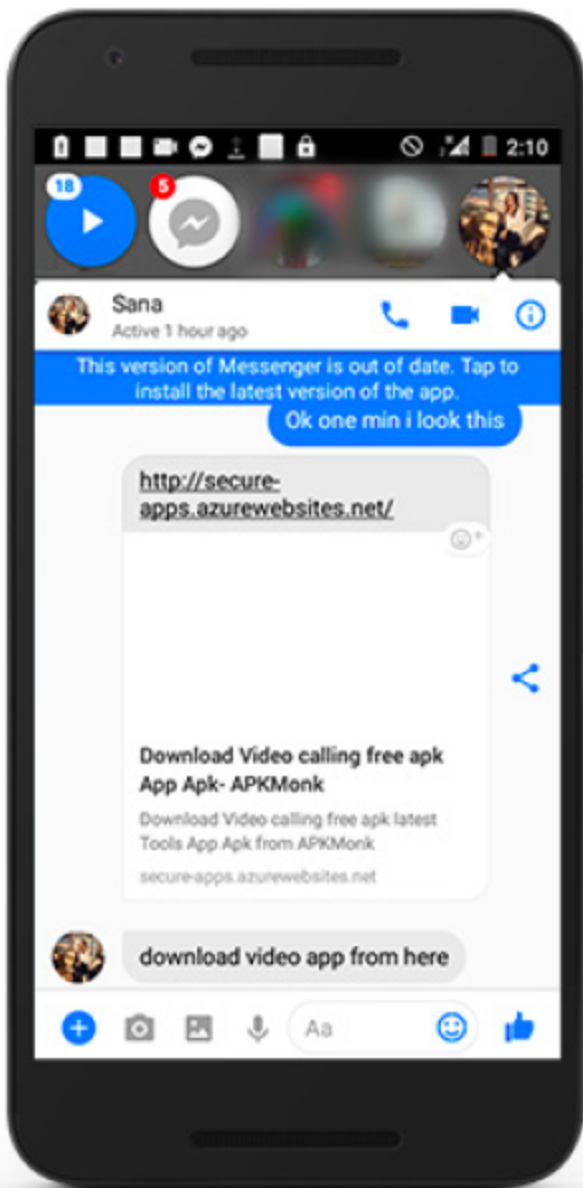 2:10
18
5
Sana
Active 1 hour ago
This version of Messenger is out of date. Tap to
install the latest version of the app.
Ok one min i look this
http://secure-
apps.azurewebsites.net/
Download Video calling free apk
App Apk- APKMonk
Download Video calling free apk latest
Tools App Apk from APKMonk
secure-apps.azurewebsites.net
download video app from here
Aa